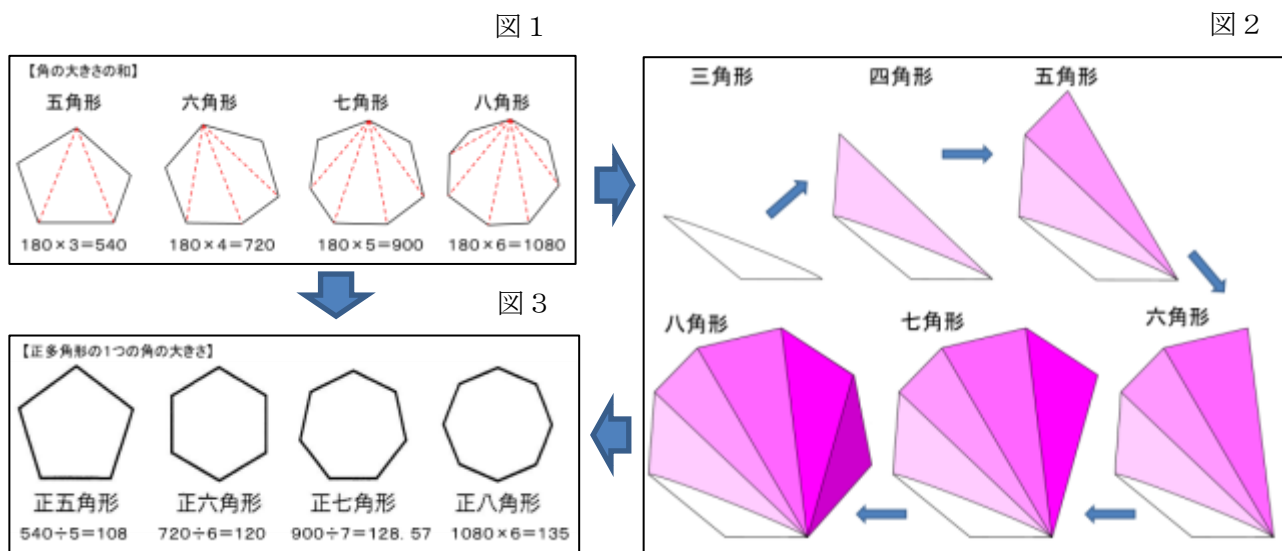 図1
【角の大きさの和】
五角形 六角形 七角形 八角形
180×3=540 180×4=720 180×5=900 180×6=1080
図2
三角形 四角形 五角形
八角形 七角形 六角形
図3
【正多角形の1つの角の大きさ】
正五角形 正六角形 正七角形 正八角形
540÷5=108 720÷6=120 900÷7=128.57 1080×6=135